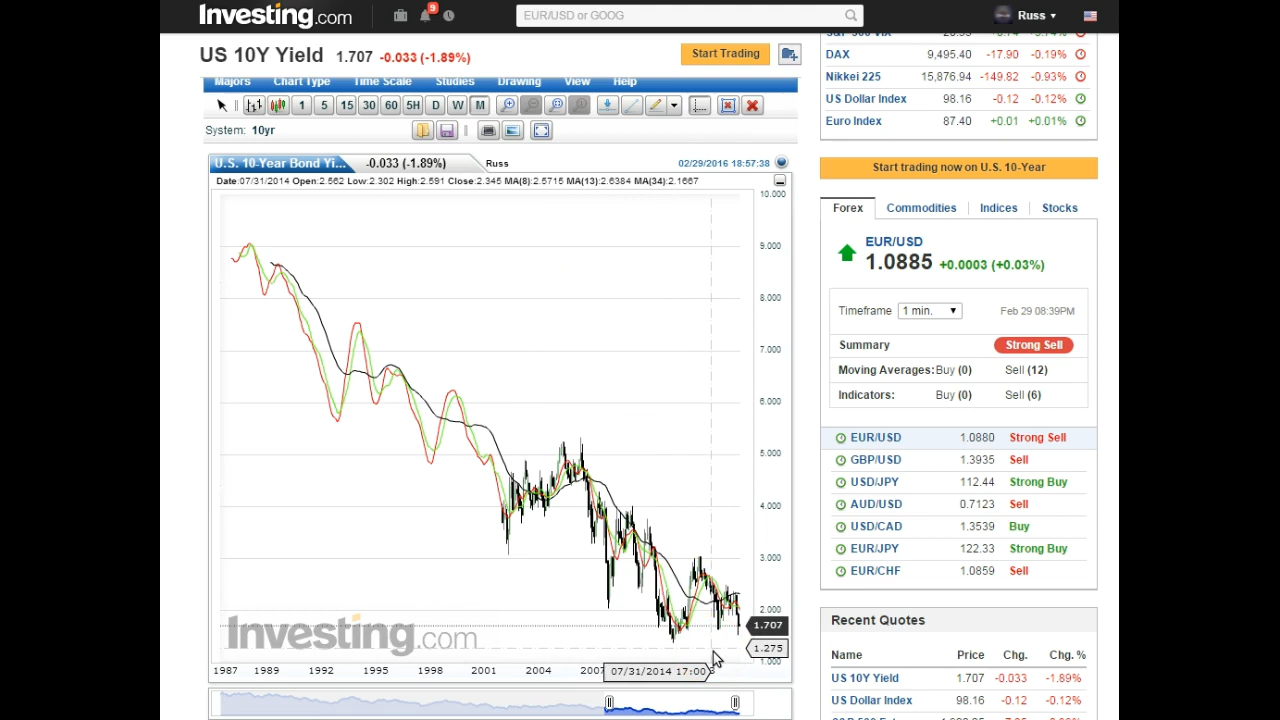 Investing.com
9
EUR/USD or GOOG
Russ
US 10Y Yield 1.707 -0.033 (-1.89%)
Start Trading
Majors Chart Type Time Scale Studies Drawing View Help
1 5 15 30 60 5H D W M
System: 10yr
U.S. 10-Year Bond Yi... -0.033 (-1.89%) Russ 02/29/2016 18:57:38
Date:07/31/2014 Open:2.562 Low:2.302 High:2.591 Close:2.345 MA(8):2.5715 MA(13):2.6384 MA(34):2.1667
10.000
9.000
8.000
7.000
6.000
5.000
4.000
3.000
2.000
1.707
1.275
1.000
Investing.com
1987 1989 1992 1995 1998 2001 2004 2007 07/31/2014 17:00
DAX 9,495.40 -17.90 -0.19%
Nikkei 225 15,876.94 -149.82 -0.93%
US Dollar Index 98.16 -0.12 -0.12%
Euro Index 87.40 +0.01 +0.01%
Start trading now on U.S. 10-Year
Forex Commodities Indices Stocks
EUR/USD
1.0885 +0.0003 (+0.03%)
Timeframe 1 min. Feb 29 08:39PM
Summary Strong Sell
Moving Averages: Buy (0) Sell (12)
Indicators: Buy (0) Sell (6)
EUR/USD 1.0880 Strong Sell
GBP/USD 1.3935 Sell
USD/JPY 112.44 Strong Buy
AUD/USD 0.7123 Sell
USD/CAD 1.3539 Buy
EUR/JPY 122.33 Strong Buy
EUR/CHF 1.0859 Sell
Recent Quotes
Name Price Chg. Chg. %
US 10Y Yield 1.707 -0.033 -1.89%
US Dollar Index 98.16 -0.12 -0.12%